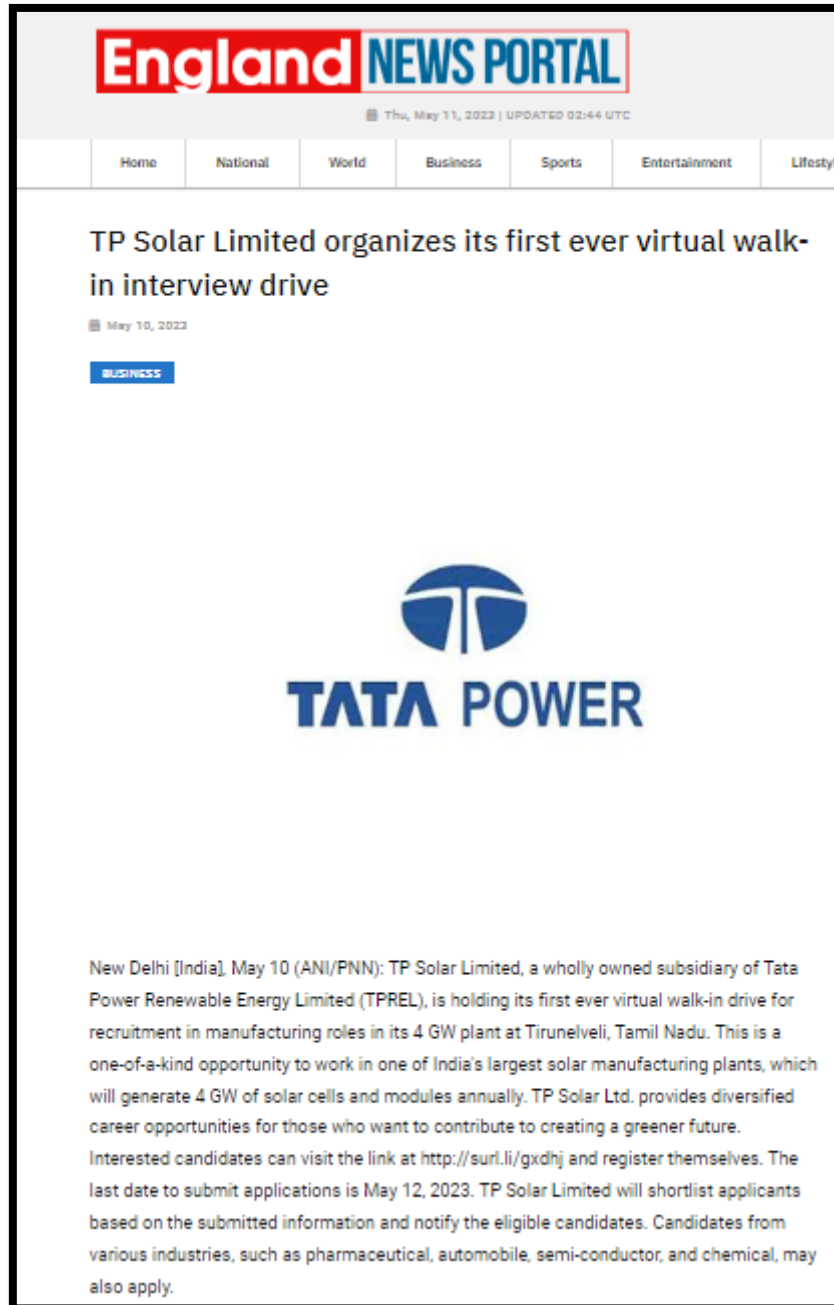 England NEWS PORTAL
Thu, May 11, 2023 | UPDATED 02:44 UTC
Home National World Business Sports Entertainment
TP Solar Limited organizes its first ever virtual walk-
in interview drive
May 10, 2023
BUSINESS
TATA POWER
New Delhi [India], May 10 (ANI/PNN): TP Solar Limited, a wholly owned subsidiary of Tata
Power Renewable Energy Limited (TPREL), is holding its first ever virtual walk-in drive for
recruitment in manufacturing roles in its 4 GW plant at Tirunelveli, Tamil Nadu. This is a
one-of-a-kind opportunity to work in one of India's largest solar manufacturing plants, which
will generate 4 GW of solar cells and modules annually. TP Solar Ltd. provides diversified
career opportunities for those who want to contribute to creating a greener future.
Interested candidates can visit the link at http://surl.li/gxdhj and register themselves. The
last date to submit applications is May 12, 2023. TP Solar Limited will shortlist applicants
based on the submitted information and notify the eligible candidates. Candidates from
various industries, such as pharmaceutical, automobile, semi-conductor, and chemical, may
also apply.